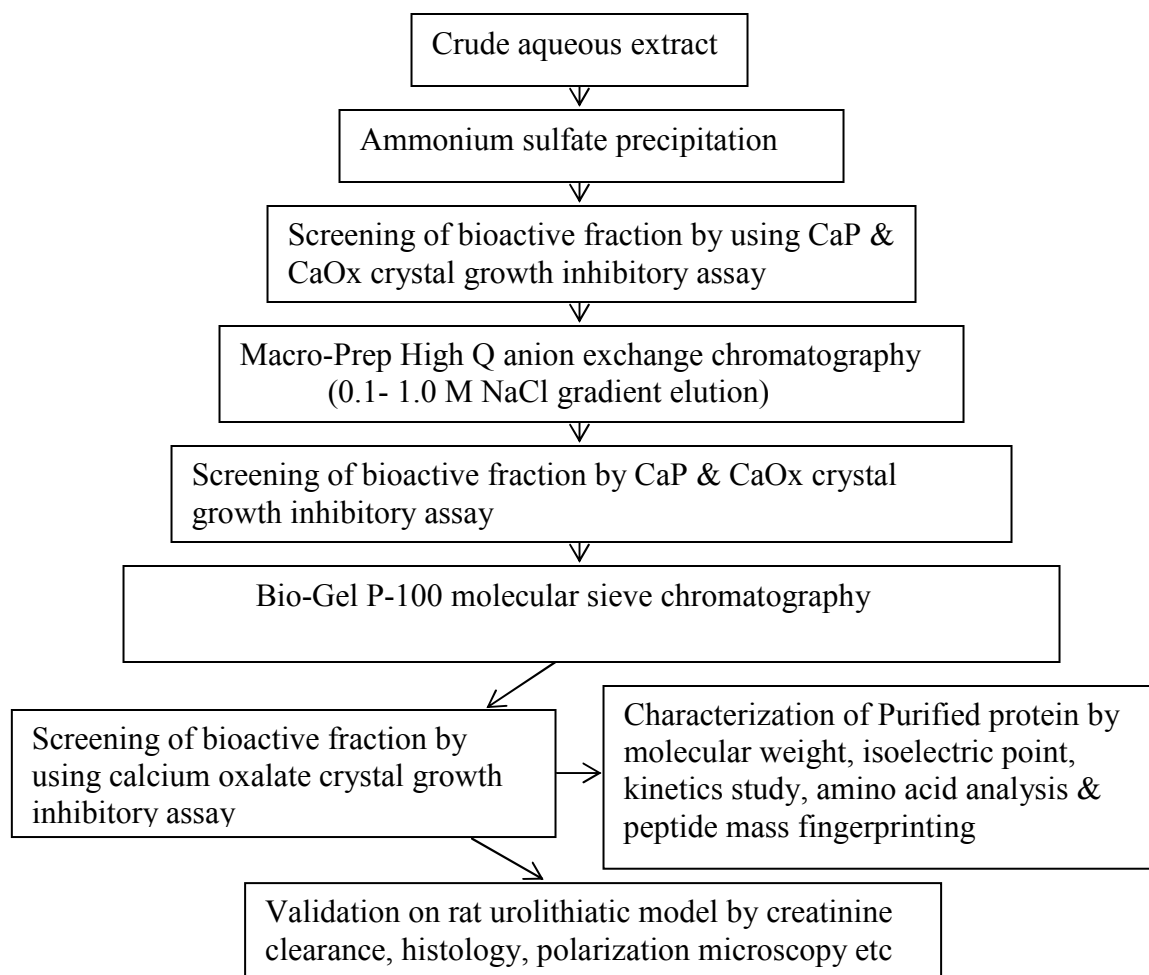 Crude aqueous extract
Ammonium sulfate precipitation
Screening of bioactive fraction by using CaP &
CaOx crystal growth inhibitory assay
Macro-Prep High Q anion exchange chromatography
(0.1- 1.0 M NaCl gradient elution)
Screening of bioactive fraction by CaP & CaOx crystal
growth inhibitory assay
Bio-Gel P-100 molecular sieve chromatography
Screening of bioactive fraction by
using calcium oxalate crystal growth
inhibitory assay
Characterization of Purified protein by
molecular weight, isoelectric point,
kinetics study, amino acid analysis &
peptide mass fingerprinting
Validation on rat urolithiatic model by creatinine
clearance, histology, polarization microscopy etc